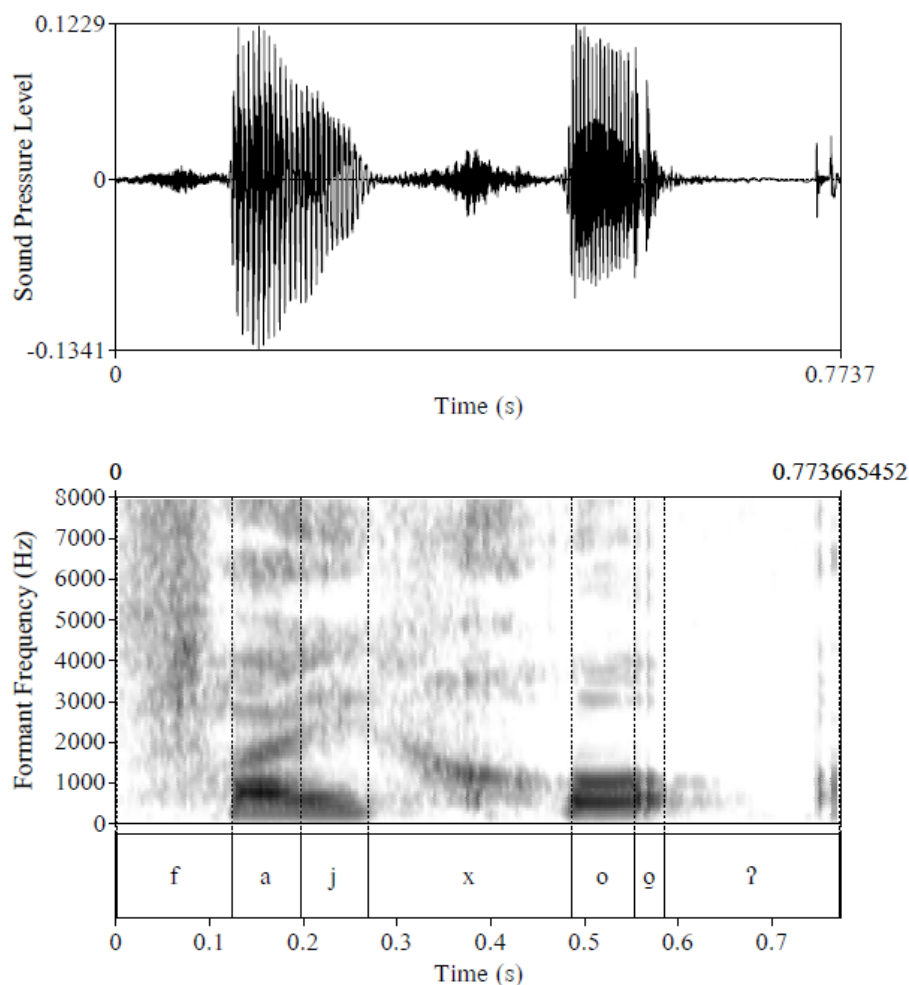 0.1229
Sound Pressure Level
0
-0.1341
0 0.7737
Time (s)
0 0.773665452
8000
7000
6000
5000
4000
3000
2000
1000
0
Formant Frequency (Hz)
f a j x o o̰ ʔ
0 0.1 0.2 0.3 0.4 0.5 0.6 0.7
Time (s)